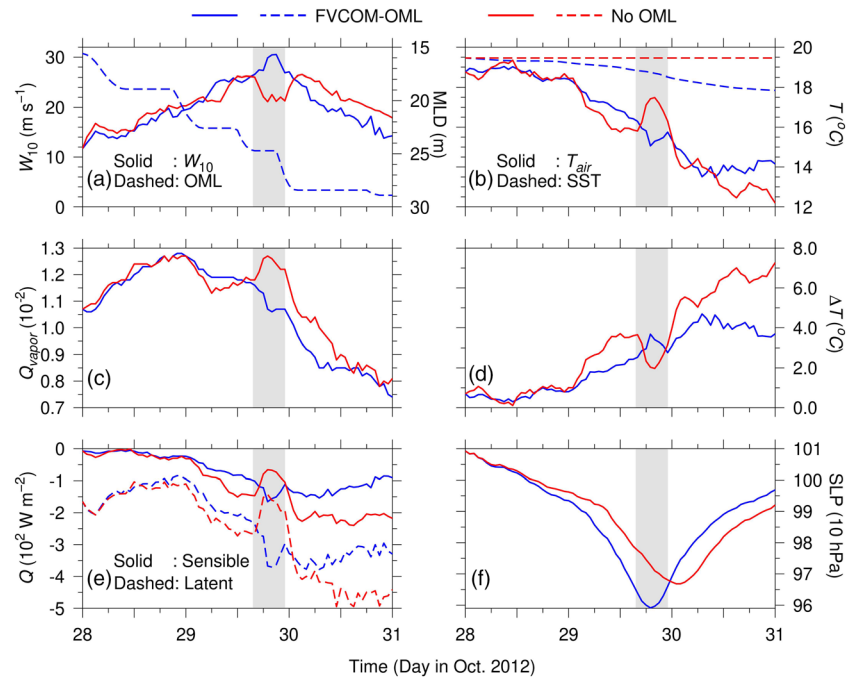 FVCOM-OML No OML
30
20
10
0
W10 (m s-1)
15
20
25
30
MLD (m)
Solid : W10
Dashed: OML
(a)
20
18
16
14
12
T (oC)
Solid : Tair
Dashed: SST
(b)
1.3
1.2
1.1
1.0
0.9
0.8
0.7
Qvapor (10-2)
(c)
8.0
6.0
4.0
2.0
0.0
ΔT (oC)
(d)
0
-1
-2
-3
-4
-5
Q (102 W m-2)
Solid : Sensible
Dashed: Latent
(e)
28 29 30 31
101
100
99
98
97
96
SLP (10 hPa)
(f)
28 29 30 31
Time (Day in Oct. 2012)